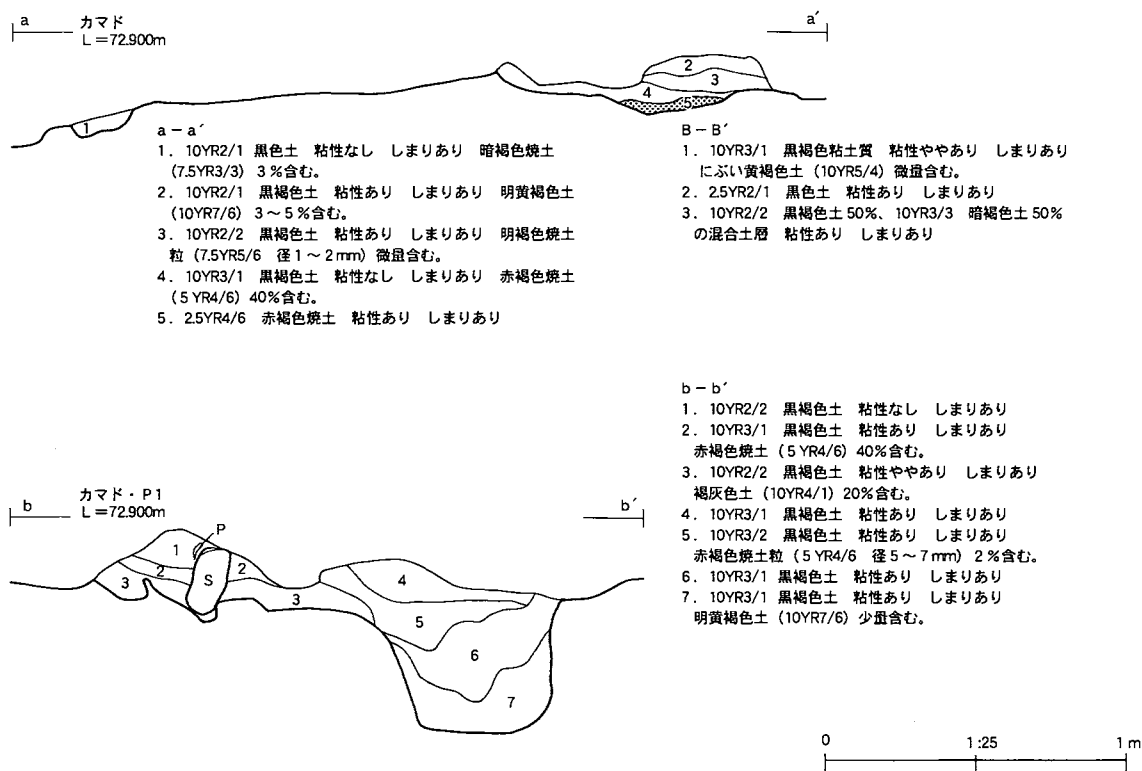 a カマド a′
L=72.900m
2
3
4
5
1
a-a′
1. 10YR2/1 黒色土 粘性なし しまりあり 暗褐色焼土
(7.5YR3/3) 3%含む。
2. 10YR2/1 黒褐色土 粘性あり しまりあり 明黄褐色土
(10YR7/6) 3~5%含む。
3. 10YR2/2 黒褐色土 粘性あり しまりあり 明褐色焼土
粒 (7.5YR5/6 径1~2mm) 微量含む。
4. 10YR3/1 黒褐色土 粘性なし しまりあり 赤褐色焼土
(5YR4/6) 40%含む。
5. 2.5YR4/6 赤褐色焼土 粘性あり しまりあり
B-B′
1. 10YR3/1 黒褐色粘土質 粘性ややあり しまりあり
にぶい黄褐色土 (10YR5/4) 微量含む。
2. 2.5YR2/1 黒色土 粘性あり しまりあり
3. 10YR2/2 黒褐色土50%、10YR3/3 暗褐色土50%
の混合土層 粘性あり しまりあり
b-b′
1. 10YR2/2 黒褐色土 粘性なし しまりあり
2. 10YR3/1 黒褐色土 粘性あり しまりあり
赤褐色焼土 (5YR4/6) 40%含む。
3. 10YR2/2 黒褐色土 粘性ややあり しまりあり
褐灰色土 (10YR4/1) 20%含む。
4. 10YR3/1 黒褐色土 粘性あり しまりあり
5. 10YR3/2 黒褐色土 粘性あり しまりあり
赤褐色焼土粒 (5YR4/6 径5~7mm) 2%含む。
6. 10YR3/1 黒褐色土 粘性あり しまりあり
7. 10YR3/1 黒褐色土 粘性あり しまりあり
明黄褐色土 (10YR7/6) 少量含む。
b カマド・P1 b′
L=72.900m
P
1
2 S 2
3 3
4
5
6
7
0 1:25 1m